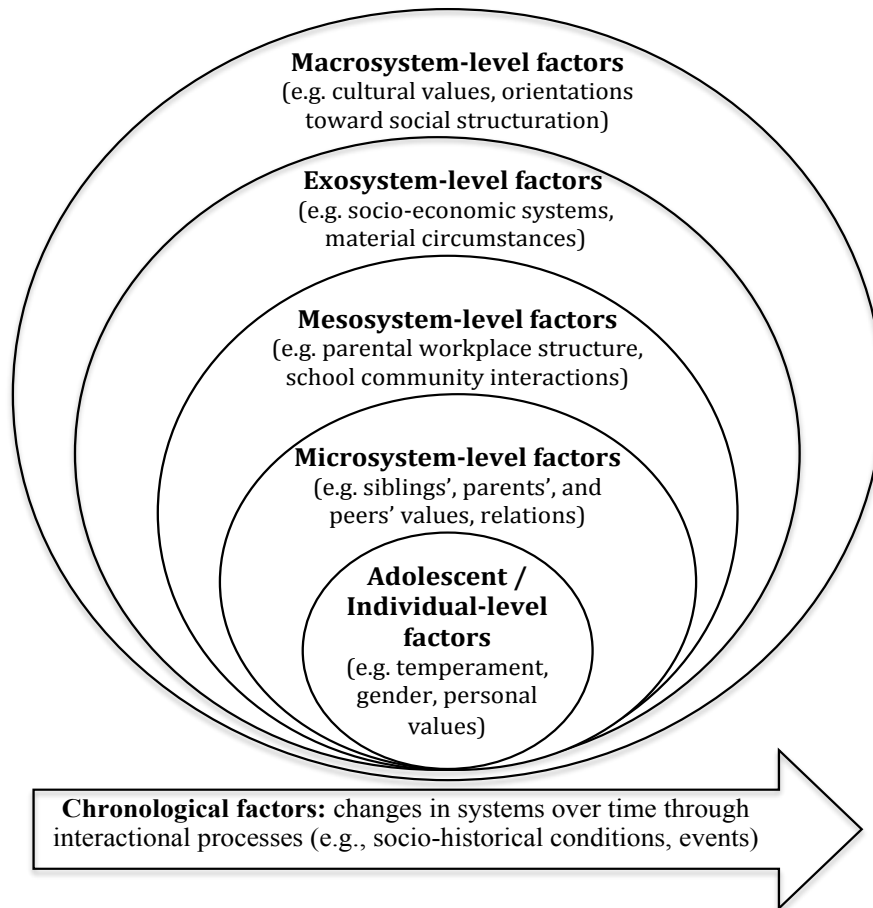 Macrosystem-level factors
(e.g. cultural values, orientations
toward social structuration)
Exosystem-level factors
(e.g. socio-economic systems,
material circumstances)
Mesosystem-level factors
(e.g. parental workplace structure,
school community interactions)
Microsystem-level factors
(e.g. siblings’, parents’, and
peers’ values, relations)
Adolescent /
Individual-level
factors
(e.g. temperament,
gender, personal
values)
Chronological factors: changes in systems over time through
interactional processes (e.g., socio-historical conditions, events)